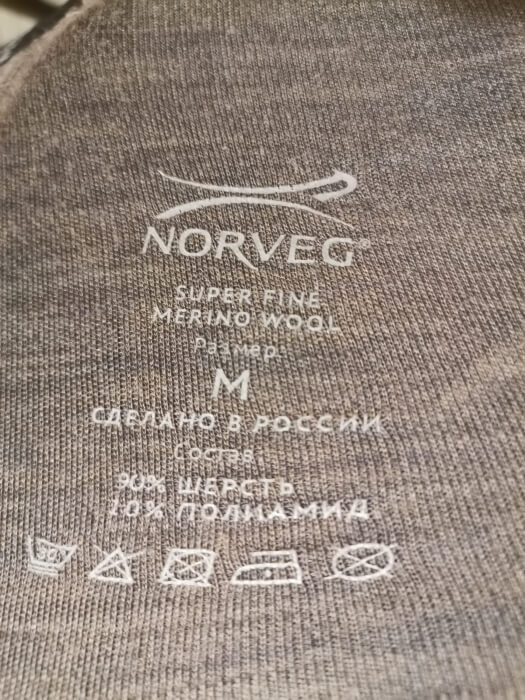 NORVEG®
SUPER FINE
MERINO WOOL
Размер:
M
СДЕЛАНО В РОССИИ
Состав
90% ШЕРСТЬ
10% ПОЛИАМИД